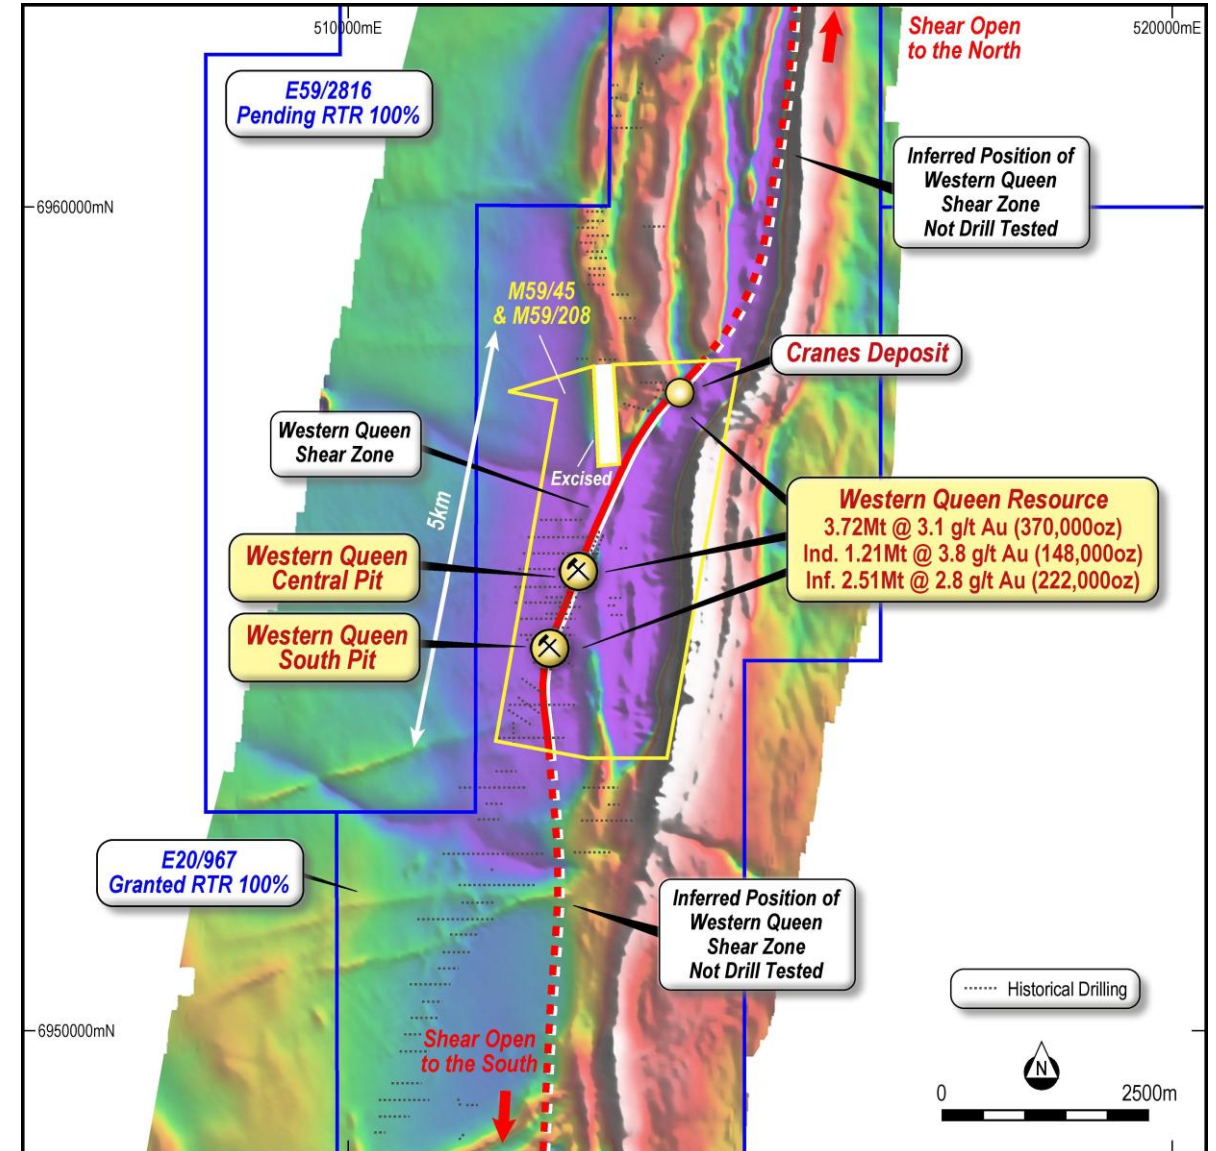 510000mE
520000mE
Shear Open
to the North
E59/2816
Pending RTR 100%
Inferred Position of
Western Queen
Shear Zone
Not Drill Tested
6960000mN
M59/45
& M59/208
Cranes Deposit
Western Queen
Shear Zone
Excised
5km
Western Queen Resource
3.72Mt @ 3.1 g/t Au (370,000oz)
Ind. 1.21Mt @ 3.8 g/t Au (148,000oz)
Inf. 2.51Mt @ 2.8 g/t Au (222,000oz)
Western Queen
Central Pit
Western Queen
South Pit
E20/967
Granted RTR 100%
Inferred Position of
Western Queen
Shear Zone
Not Drill Tested
Historical Drilling
6950000mN
Shear Open
to the South
N
0 2500m